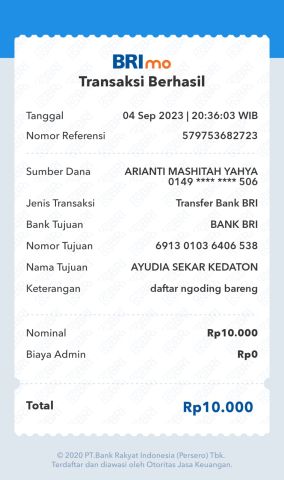 BRImo
Transaksi Berhasil
Tanggal 04 Sep 2023 | 20:36:03 WIB
Nomor Referensi 579753682723
Sumber Dana ARIANTI MASHITAH YAHYA
0149 **** **** 506
Jenis Transaksi Transfer Bank BRI
Bank Tujuan BANK BRI
Nomor Tujuan 6913 0103 6406 538
Nama Tujuan AYUDIA SEKAR KEDATON
Keterangan daftar ngoding bareng
Nominal Rp10.000
Biaya Admin Rp0
Total Rp10.000
© 2020 PT.Bank Rakyat Indonesia (Persero) Tbk.
Terdaftar dan diawasi oleh Otoritas Jasa Keuangan.